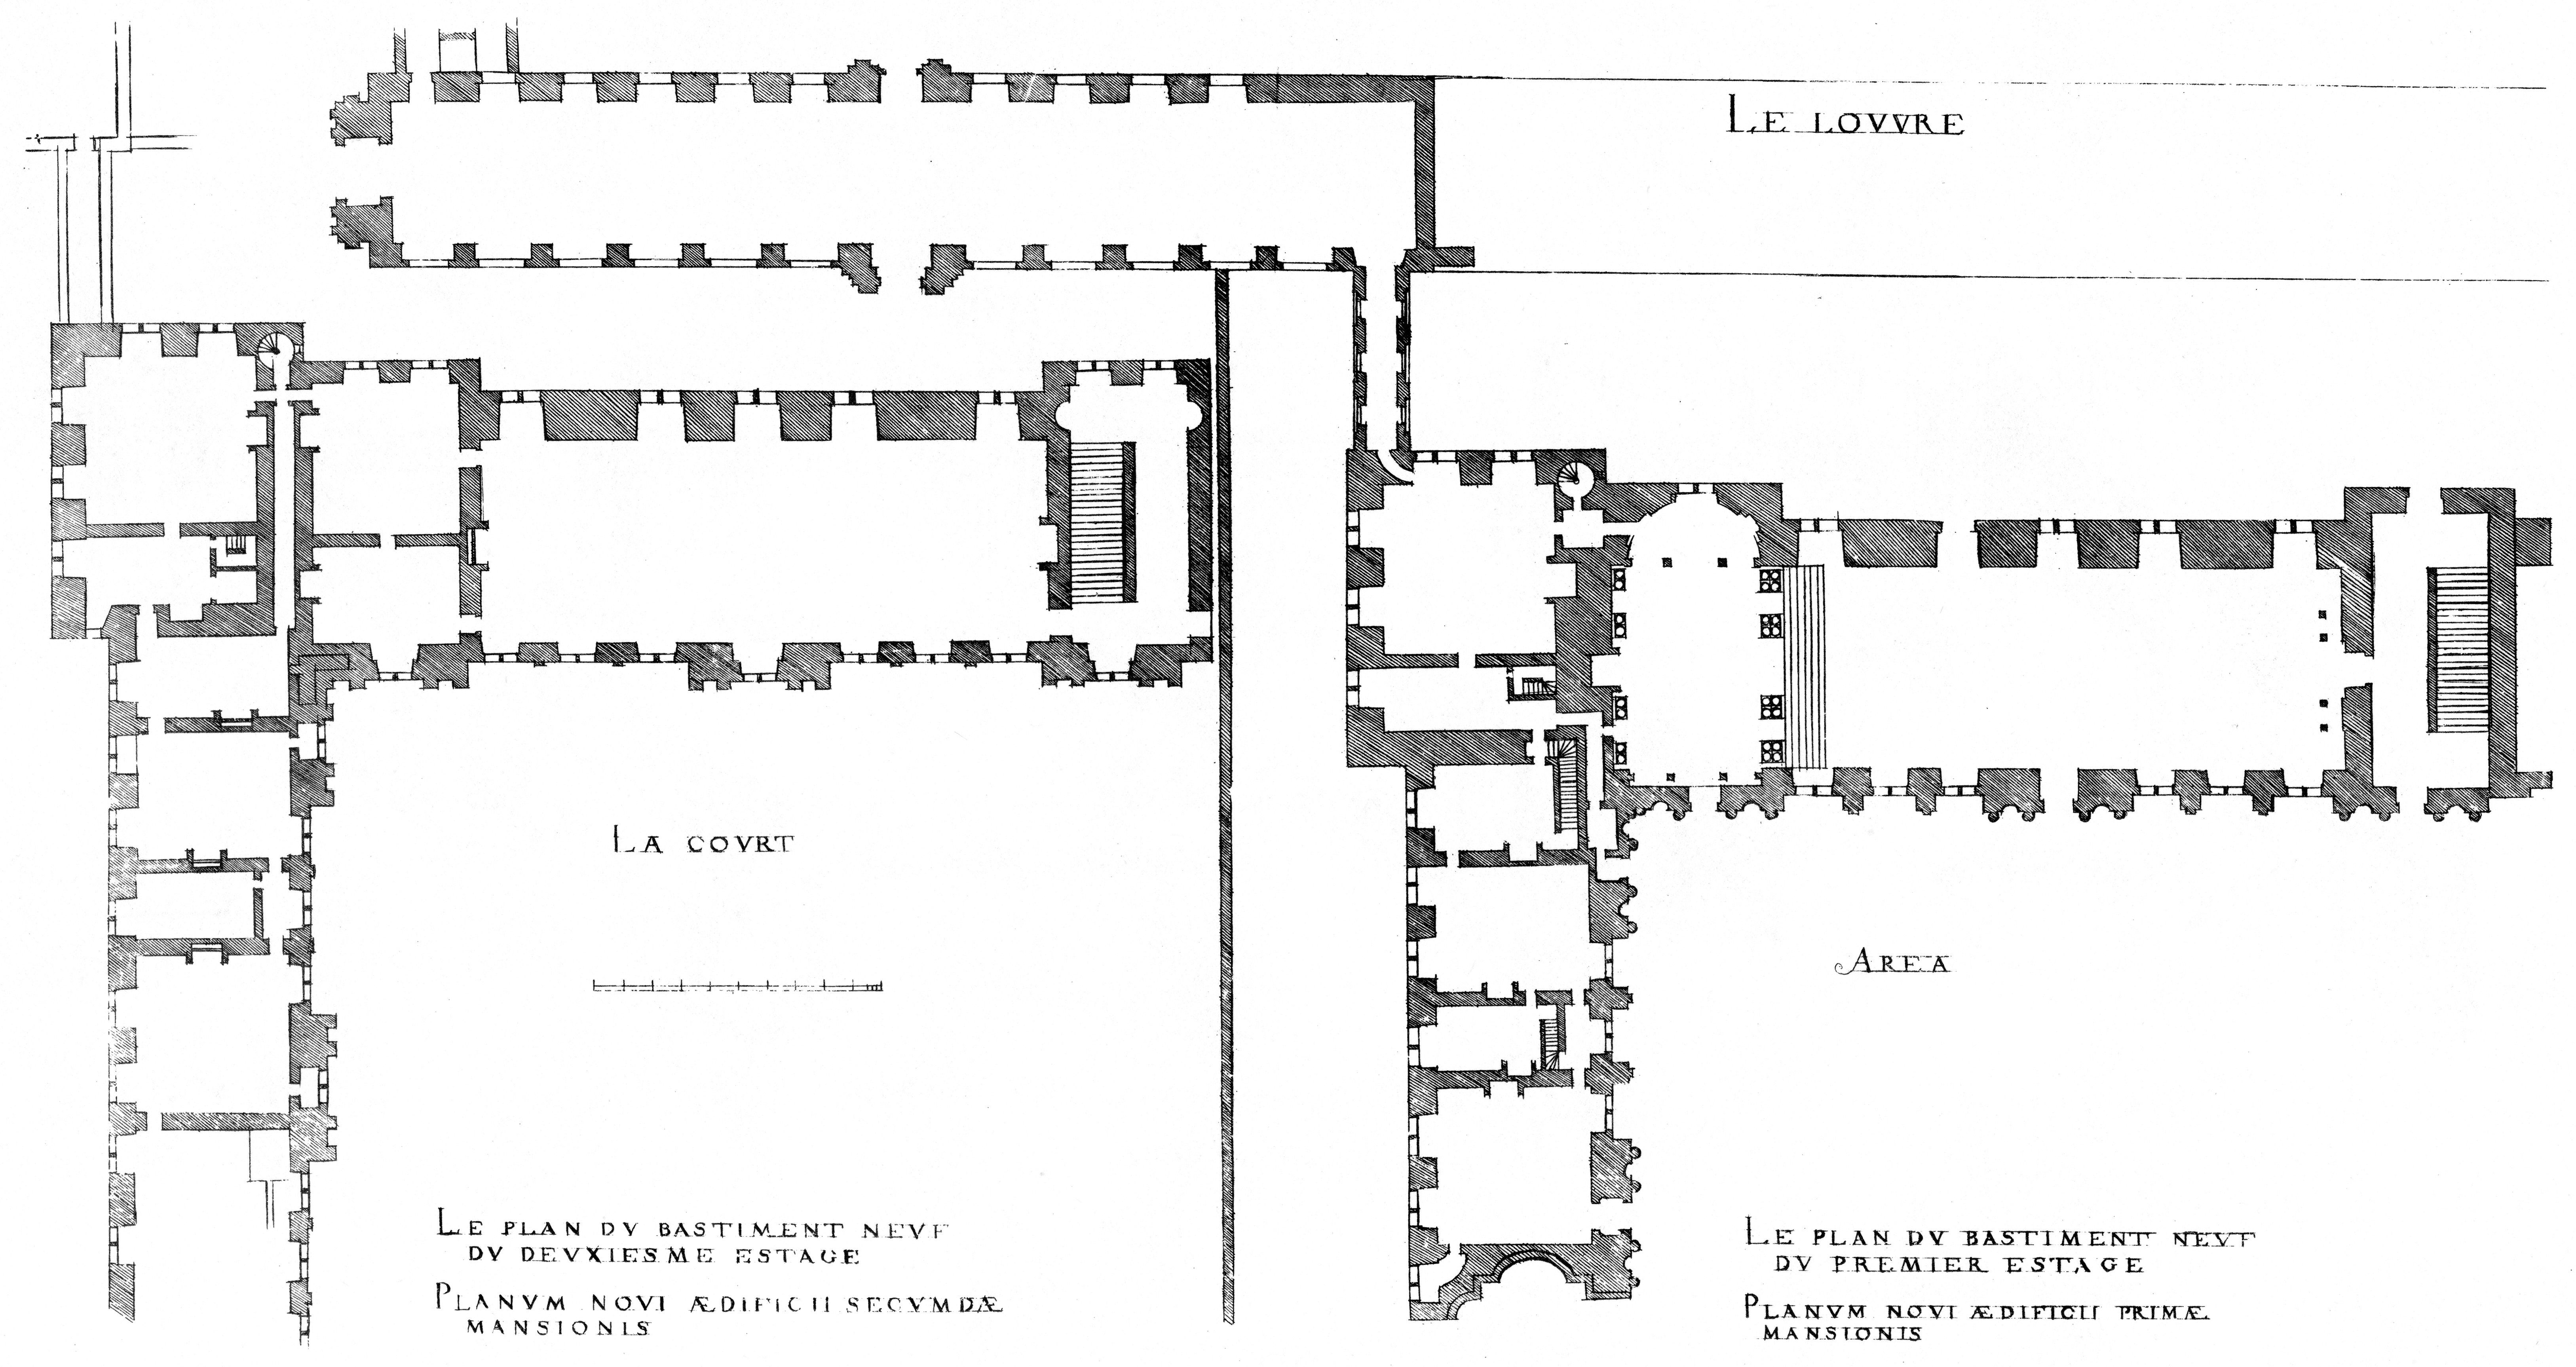 LE LOVVRE
LA COVRT
AREA
LE PLAN DV BASTIMENT NEVF
DV DEVXIESME ESTAGE
PLANVM NOVI ÆDIFICII SECVMDÆ
MANSIONIS
LE PLAN DV BASTIMENT NEVF
DV PREMIER ESTAGE
PLANVM NOVI ÆDIFICII PRIMÆ
MANSIONIS